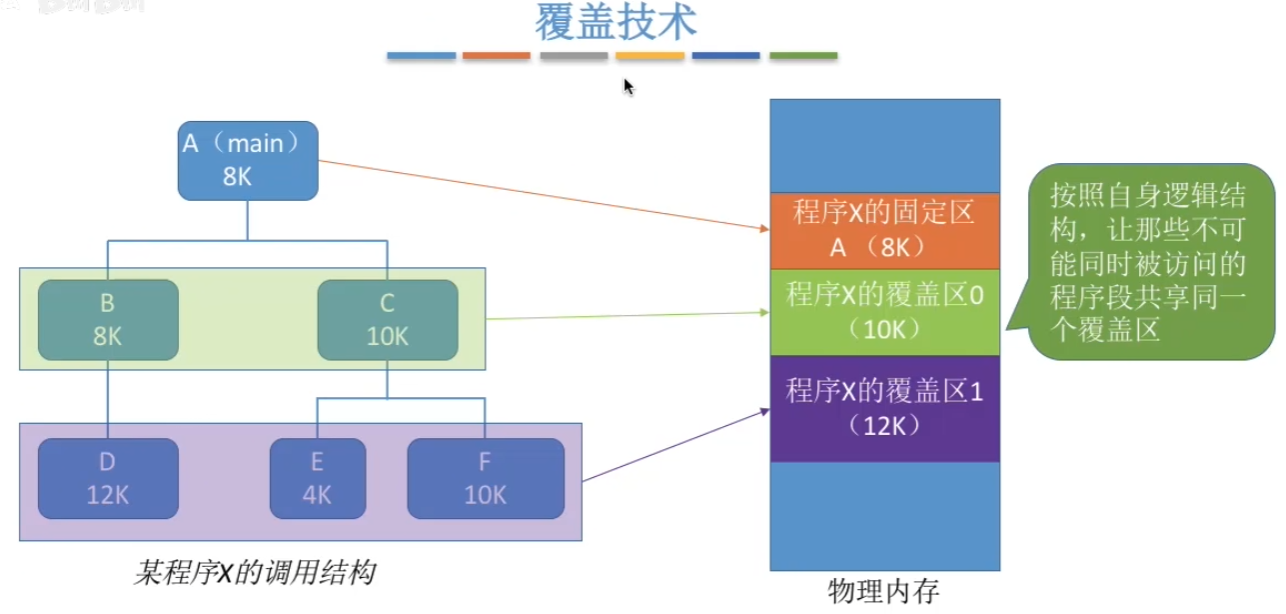 覆盖技术
A（main）
8K
B
8K
C
10K
D
12K
E
4K
F
10K
某程序X的调用结构
程序X的固定区
A （8K）
程序X的覆盖区0
（10K）
程序X的覆盖区1
（12K）
物理内存
按照自身逻辑结
构，让那些不可
能同时被访问的
程序段共享同一
个覆盖区